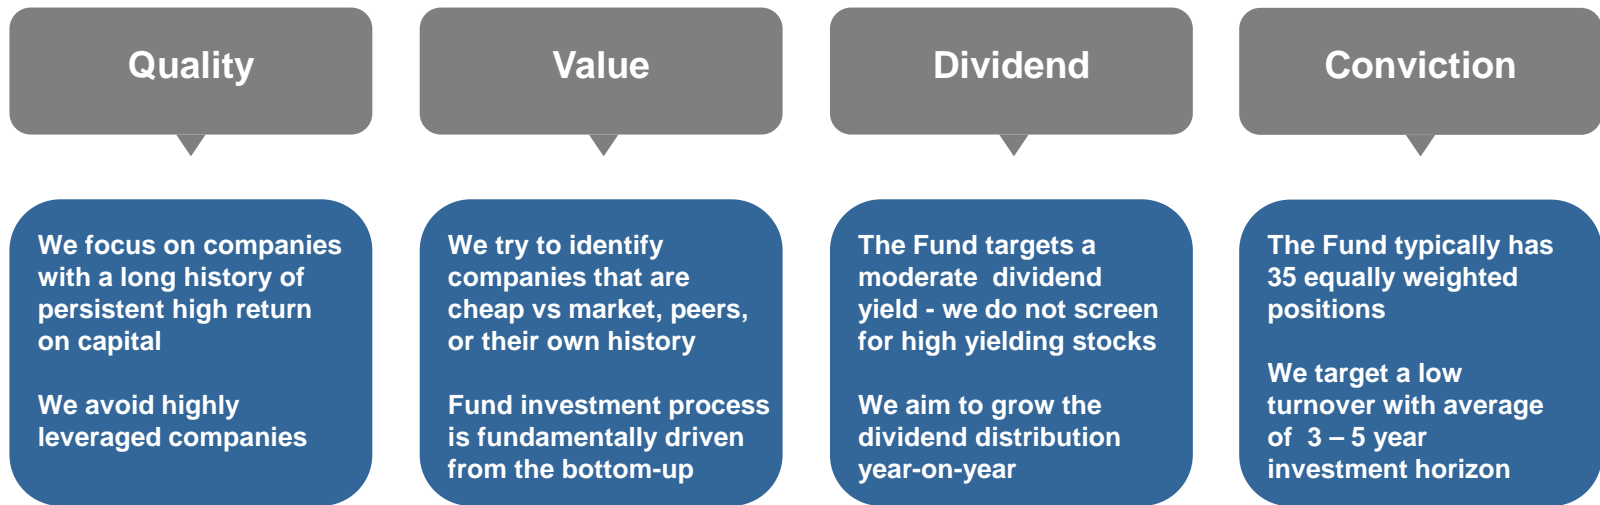 Quality
We focus on companies
with a long history of
persistent high return
on capital
We avoid highly
leveraged companies
Value
We try to identify
companies that are
cheap vs market, peers,
or their own history
Fund investment process
is fundamentally driven
from the bottom-up
Dividend
The Fund targets a
moderate  dividend
yield - we do not screen
for high yielding stocks
We aim to grow the
dividend distribution
year-on-year
Conviction
The Fund typically has
35 equally weighted
positions
We target a low
turnover with average
of  3 – 5 year
investment horizon